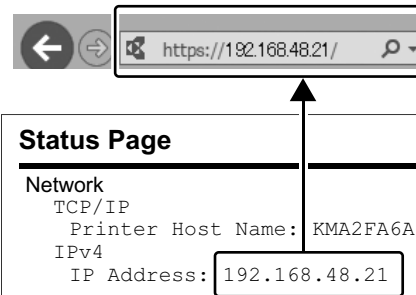 https://192.168.48.21/
Status Page
Network
TCP/IP
Printer Host Name: KMA2FA6A
IPv4
IP Address: 192.168.48.21